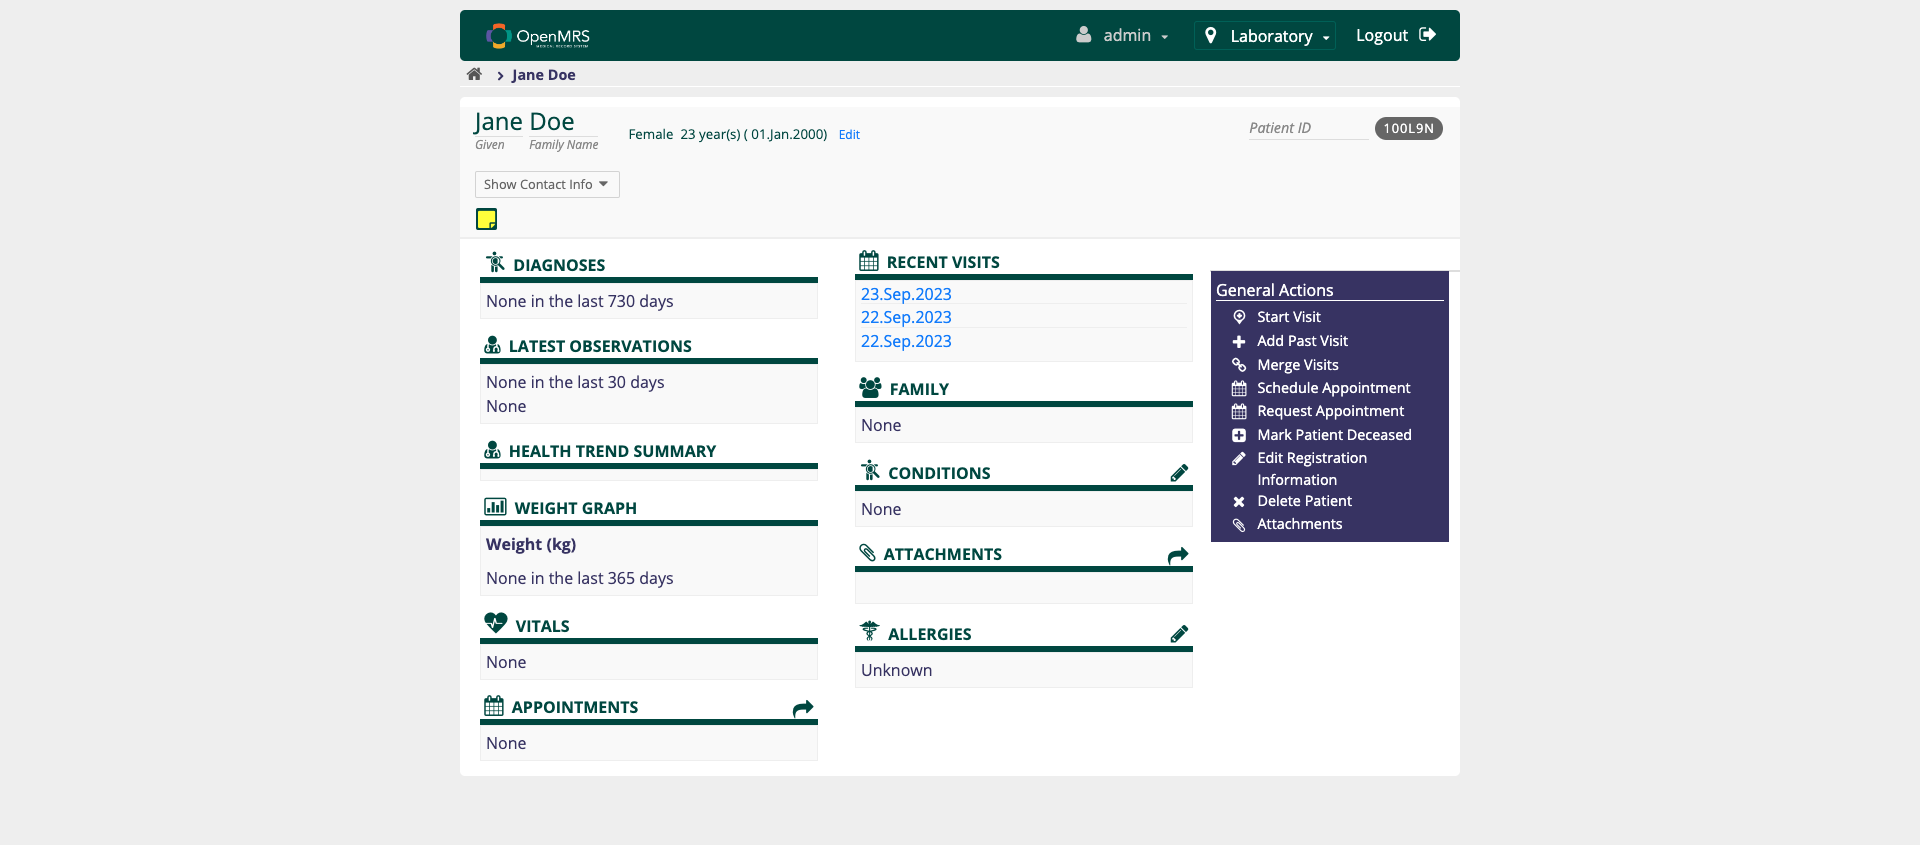 OpenMRS
MEDICAL RECORD SYSTEM
admin
Laboratory
Logout
Jane Doe
Jane Doe
Given Family Name
Female 23 year(s) ( 01.Jan.2000) Edit
Patient ID 100L9N
Show Contact Info
DIAGNOSES
None in the last 730 days
LATEST OBSERVATIONS
None in the last 30 days
None
HEALTH TREND SUMMARY
WEIGHT GRAPH
Weight (kg)
None in the last 365 days
VITALS
None
APPOINTMENTS
None
RECENT VISITS
23.Sep.2023
22.Sep.2023
22.Sep.2023
FAMILY
None
CONDITIONS
None
ATTACHMENTS
ALLERGIES
Unknown
General Actions
Start Visit
Add Past Visit
Merge Visits
Schedule Appointment
Request Appointment
Mark Patient Deceased
Edit Registration
Information
Delete Patient
Attachments